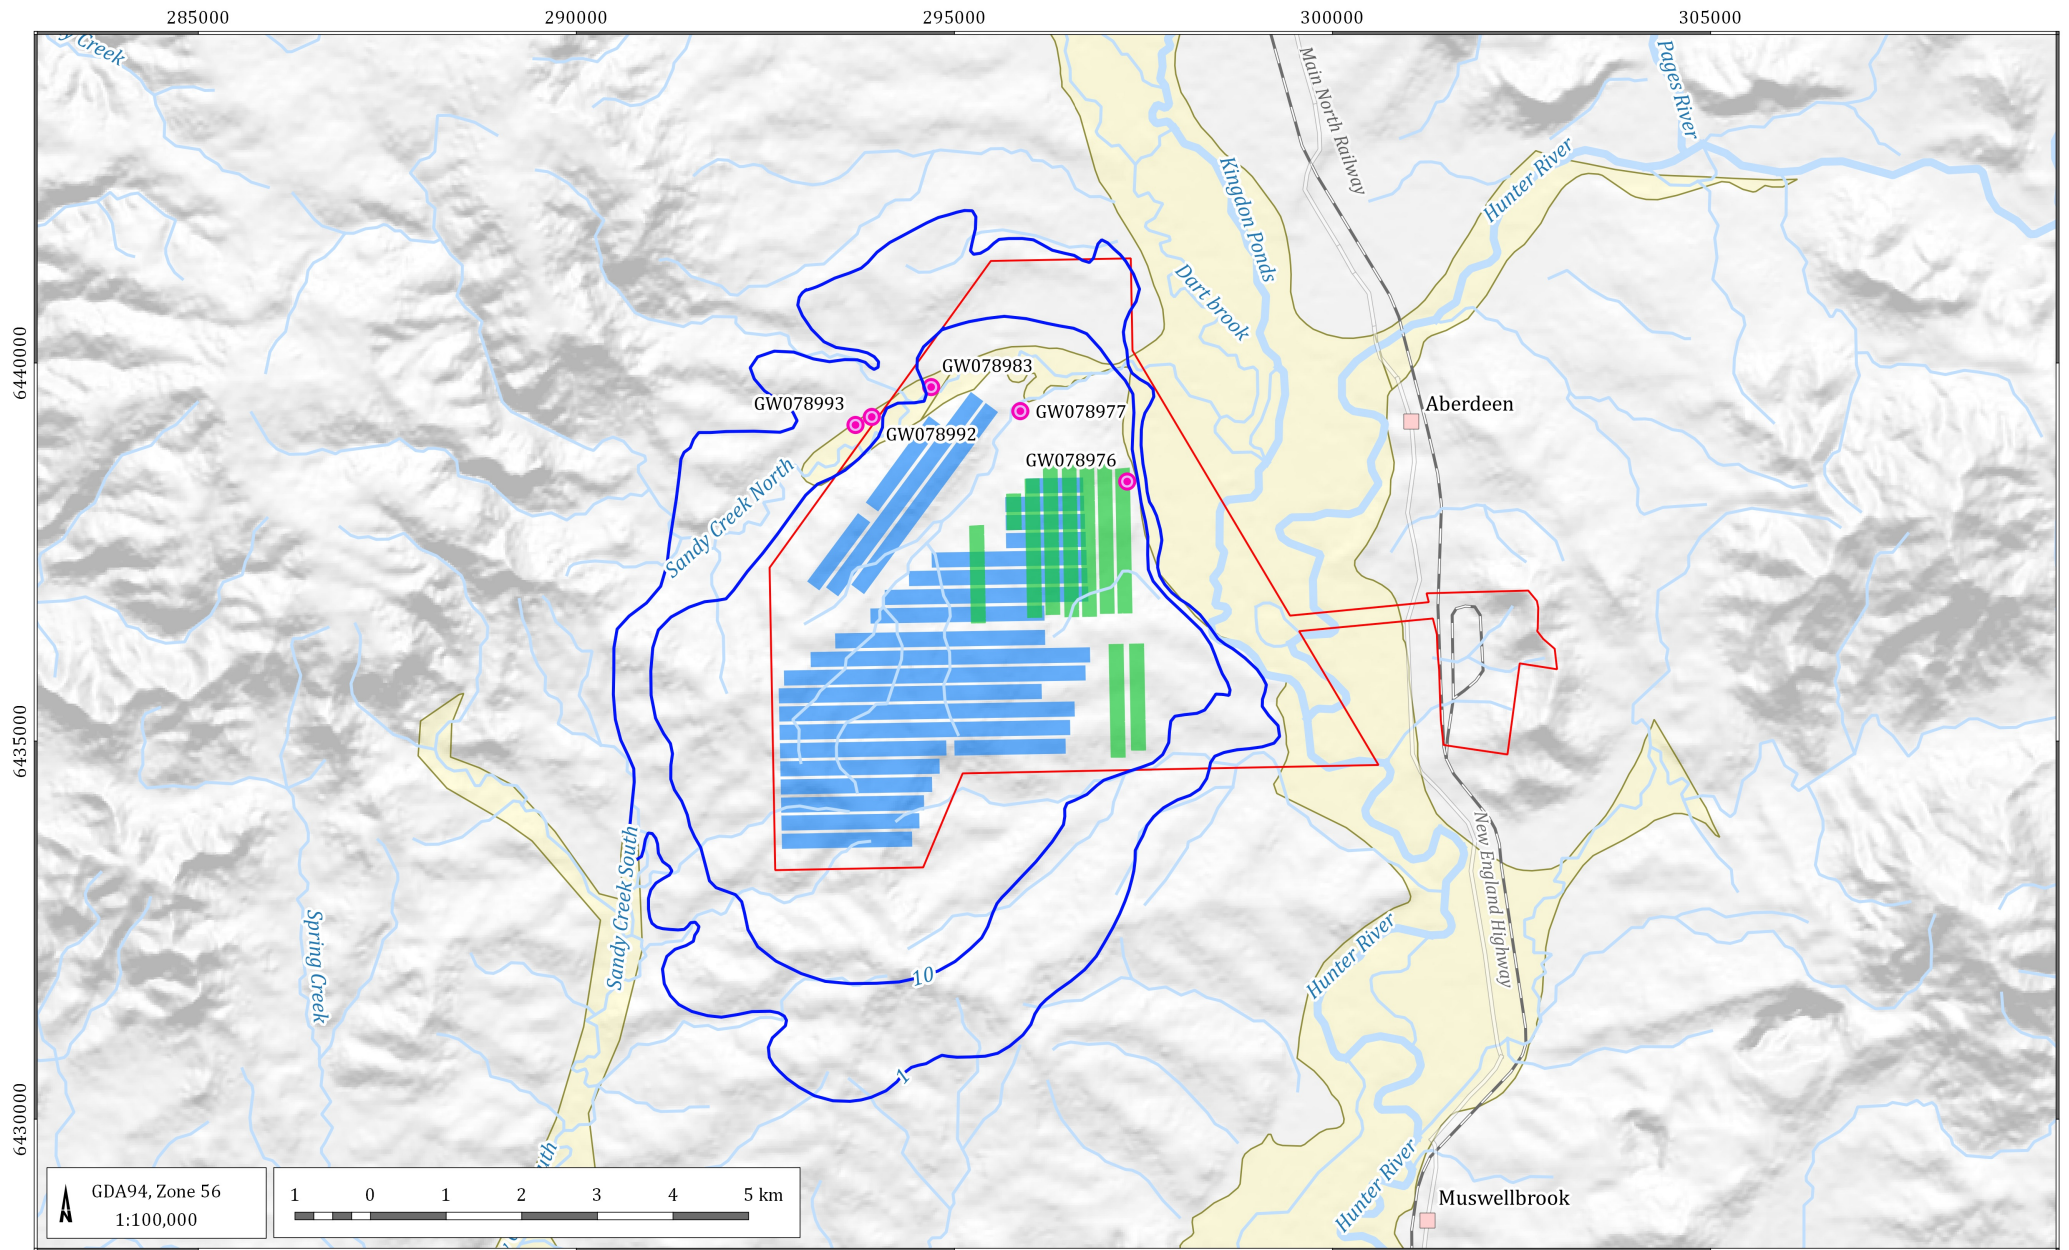 285000
290000
295000
300000
305000
y Creek
Main North Railway
Pages River
Hunter River
Kingdon Ponds
Dart brook
6440000
GW078983
GW078993
GW078977
Aberdeen
GW078992
GW078976
Sandy Creek North
6435000
New England Highway
Sandy Creek South
Spring Creek
Hunter River
10
1
6430000
uth
Hunter River
GDA94, Zone 56
1:100,000
N
1 0 1 2 3 4 5 km
Muswellbrook